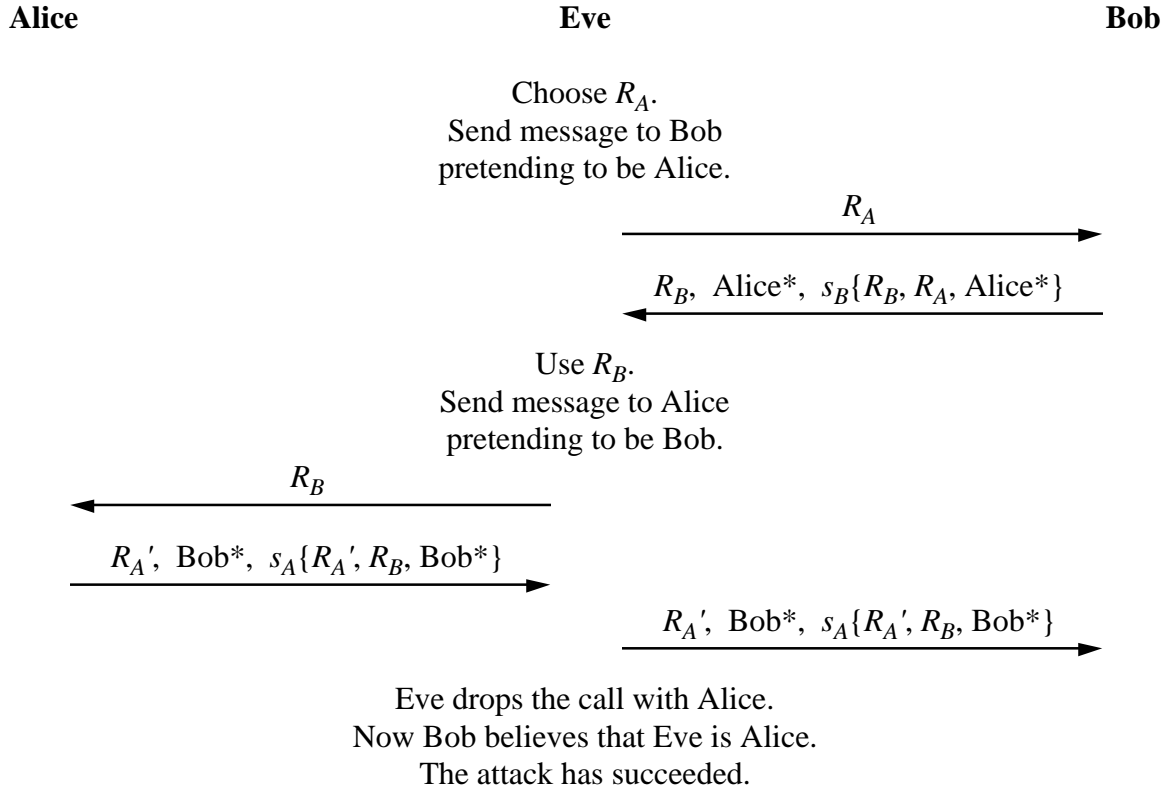 Alice Eve Bob
Choose R_A.
Send message to Bob
pretending to be Alice.
R_A
R_B, Alice*, s_B{R_B, R_A, Alice*}
Use R_B.
Send message to Alice
pretending to be Bob.
R_B
R_A', Bob*, s_A{R_A', R_B, Bob*}
R_A', Bob*, s_A{R_A', R_B, Bob*}
Eve drops the call with Alice.
Now Bob believes that Eve is Alice.
The attack has succeeded.